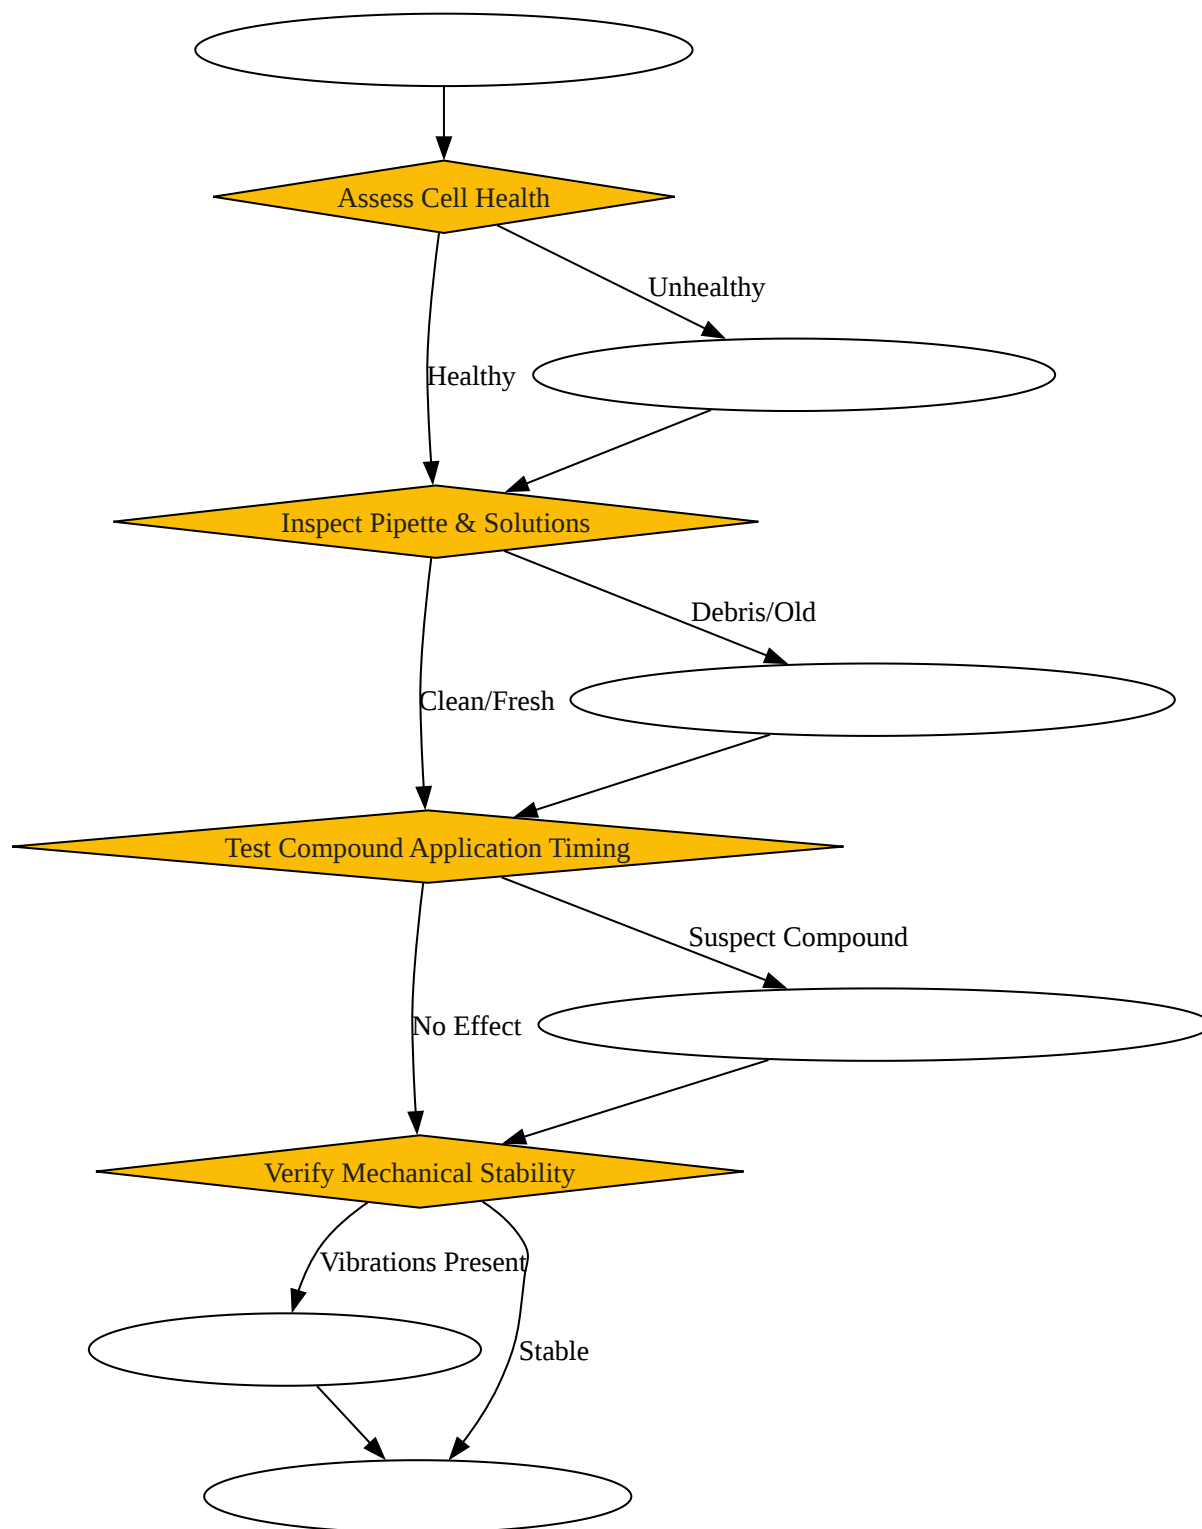 Assess Cell Health
Unhealthy
Healthy
Inspect Pipette & Solutions
Debris/Old
Clean/Fresh
Test Compound Application Timing
Suspect Compound
No Effect
Verify Mechanical Stability
Vibrations Present
Stable